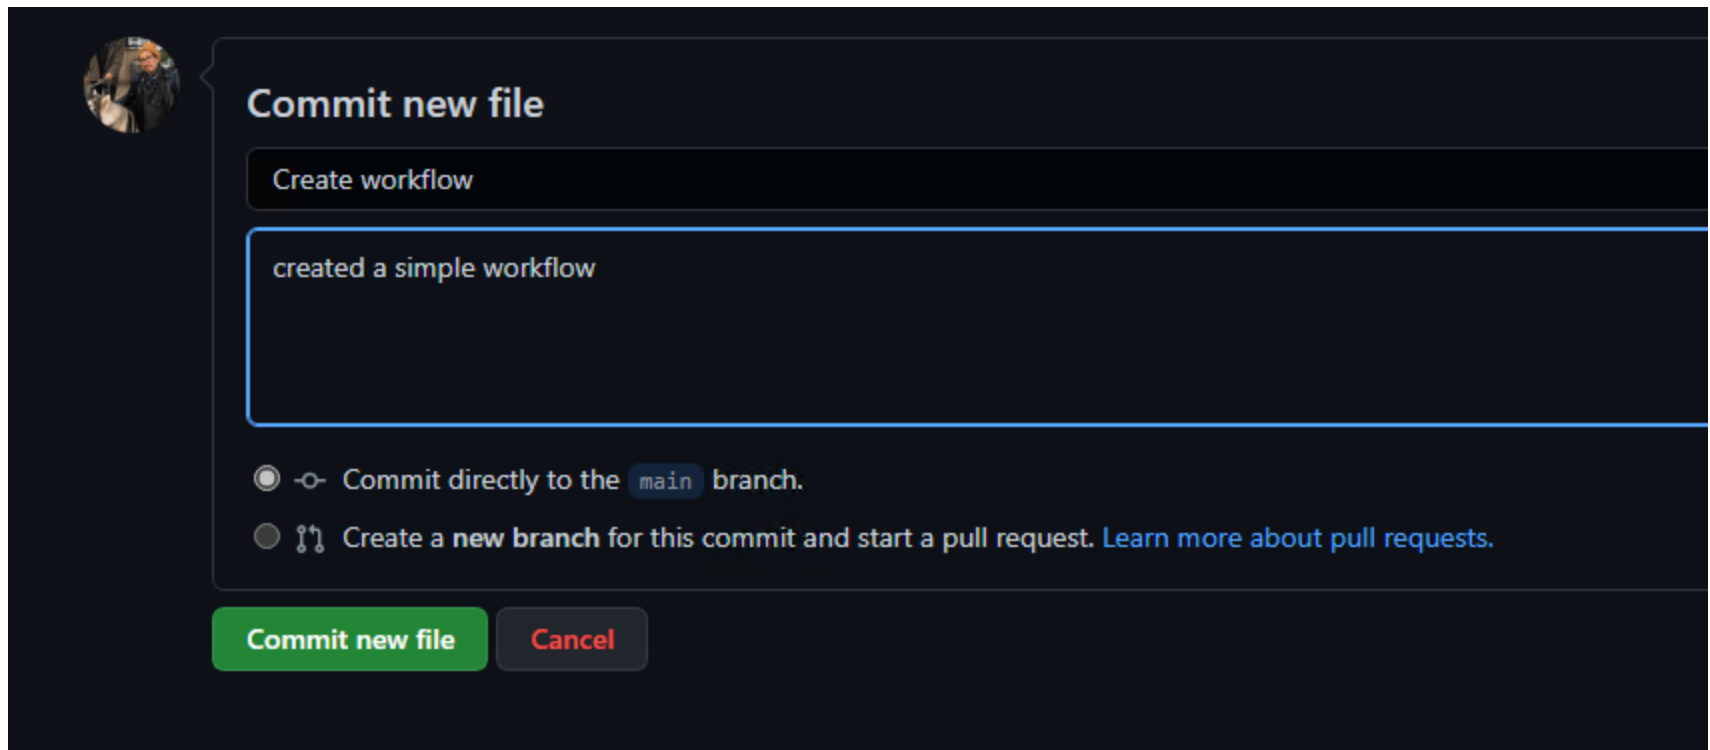 Commit new file
Create workflow
created a simple workflow
Commit directly to the main branch.
Create a new branch for this commit and start a pull request. Learn more about pull requests.
Commit new file
Cancel